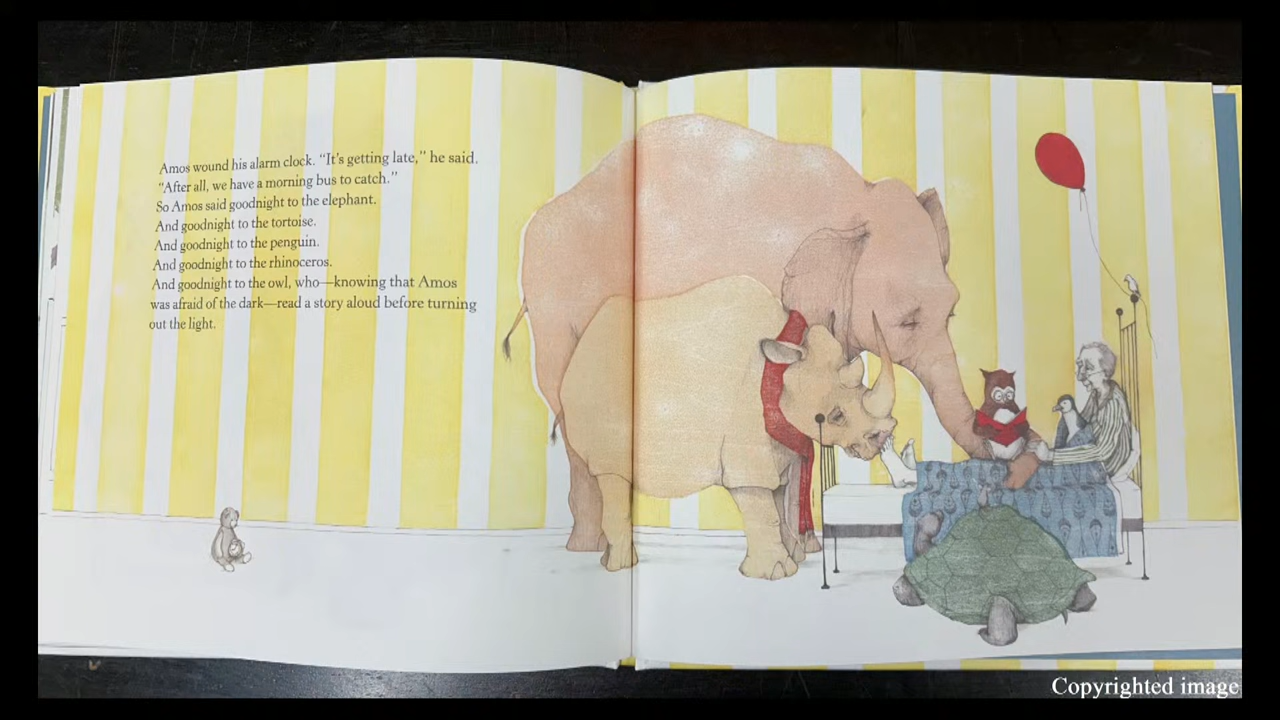 Amos wound his alarm clock. “It’s getting late,” he said.
“After all, we have a morning bus to catch.”
So Amos said goodnight to the elephant.
And goodnight to the tortoise.
And goodnight to the penguin.
And goodnight to the rhinoceros.
And goodnight to the owl, who—knowing that Amos
was afraid of the dark—read a story aloud before turning
out the light.
Copyrighted image